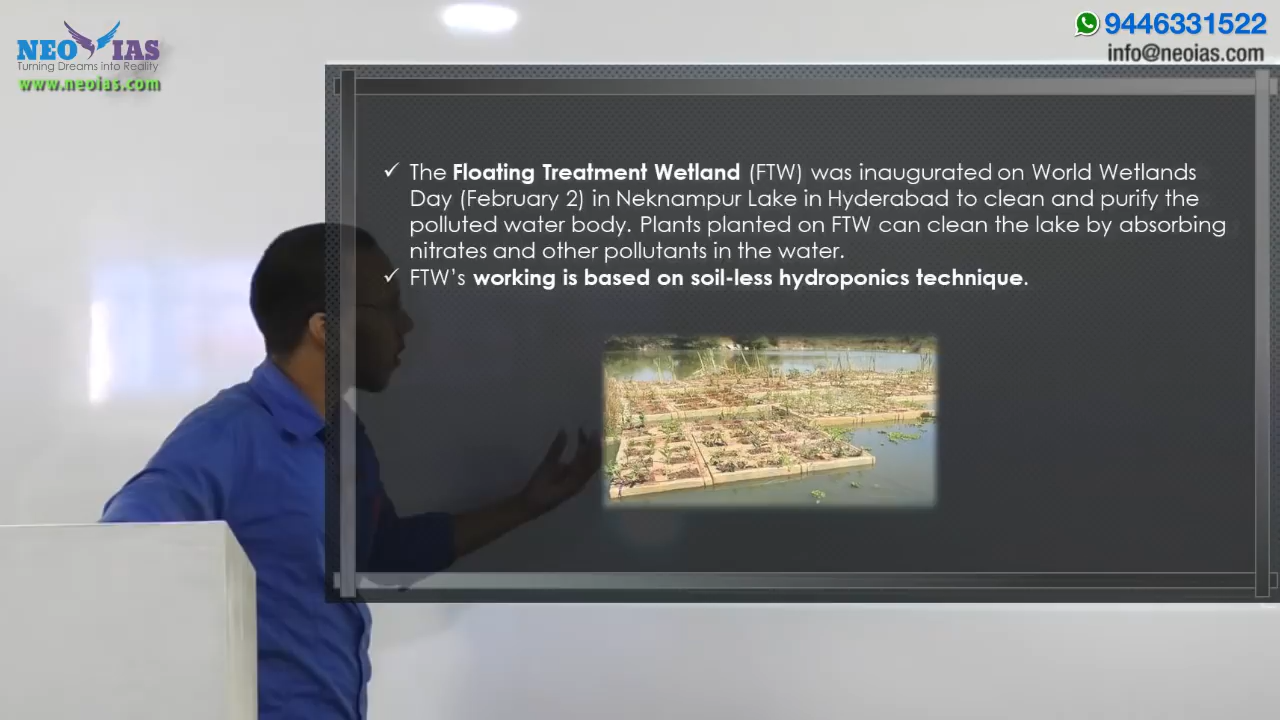 NEO IAS
Turning Dreams into Reality
www.neoias.com
9446331522
info@neoias.com
✓ The Floating Treatment Wetland (FTW) was inaugurated on World Wetlands
Day (February 2) in Neknampur Lake in Hyderabad to clean and purify the
polluted water body. Plants planted on FTW can clean the lake by absorbing
nitrates and other pollutants in the water.
✓ FTW’s working is based on soil-less hydroponics technique.